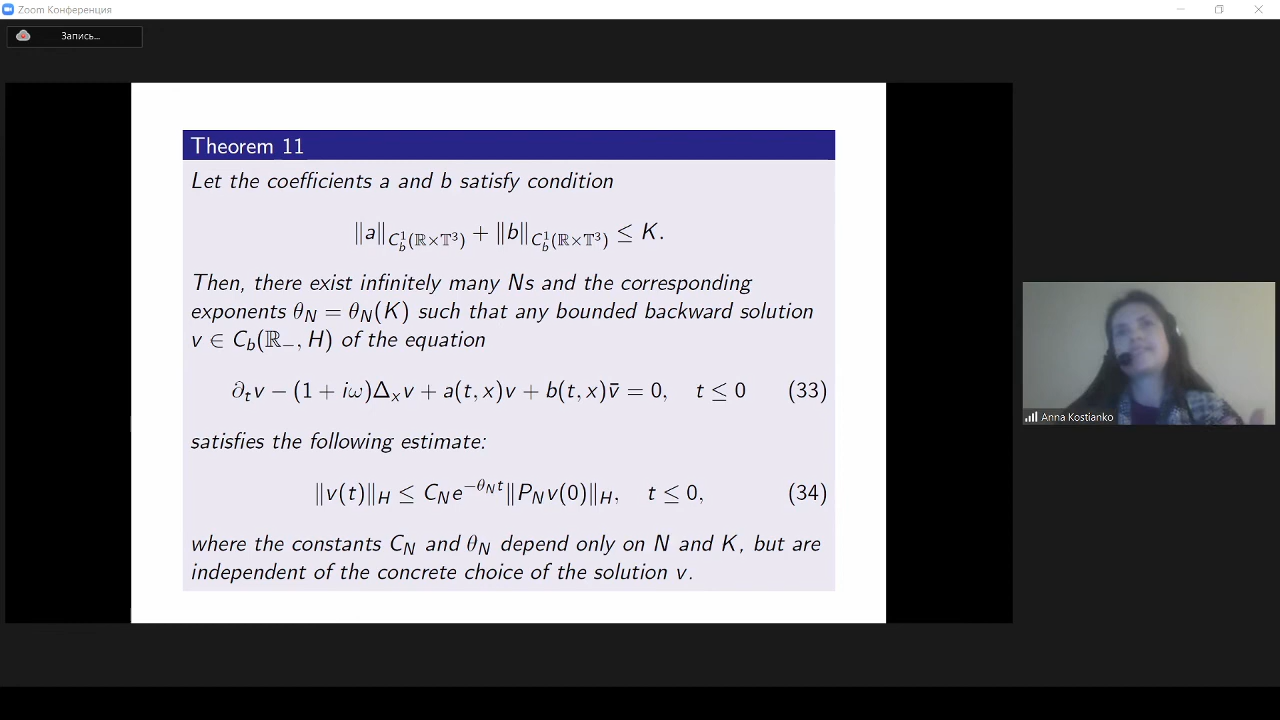 Zoom Конференция
Запись...
Theorem 11
Let the coefficients a and b satisfy condition
‖a‖_{C_b^1(ℝ×𝕋^3)} + ‖b‖_{C_b^1(ℝ×𝕋^3)} ≤ K.
Then, there exist infinitely many Ns and the corresponding
exponents θ_N = θ_N(K) such that any bounded backward solution
v ∈ C_b(ℝ_−, H) of the equation
∂_t v − (1 + iω)Δ_x v + a(t, x)v + b(t, x)v̄ = 0, t ≤ 0 (33)
satisfies the following estimate:
‖v(t)‖_H ≤ C_N e^{−θ_N t}‖P_N v(0)‖_H, t ≤ 0, (34)
where the constants C_N and θ_N depend only on N and K, but are
independent of the concrete choice of the solution v.
Anna Kostianko